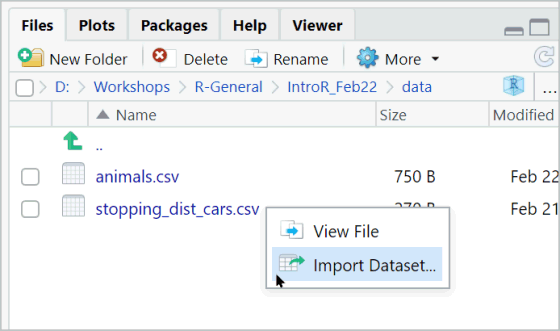 Files Plots Packages Help Viewer
New Folder Delete Rename More
D: Workshops R-General IntroR_Feb22 data R ...
Name Size Modified
..
animals.csv 750 B Feb 22
stopping_dist_cars.csv 270 B Feb 21
View File
Import Dataset...